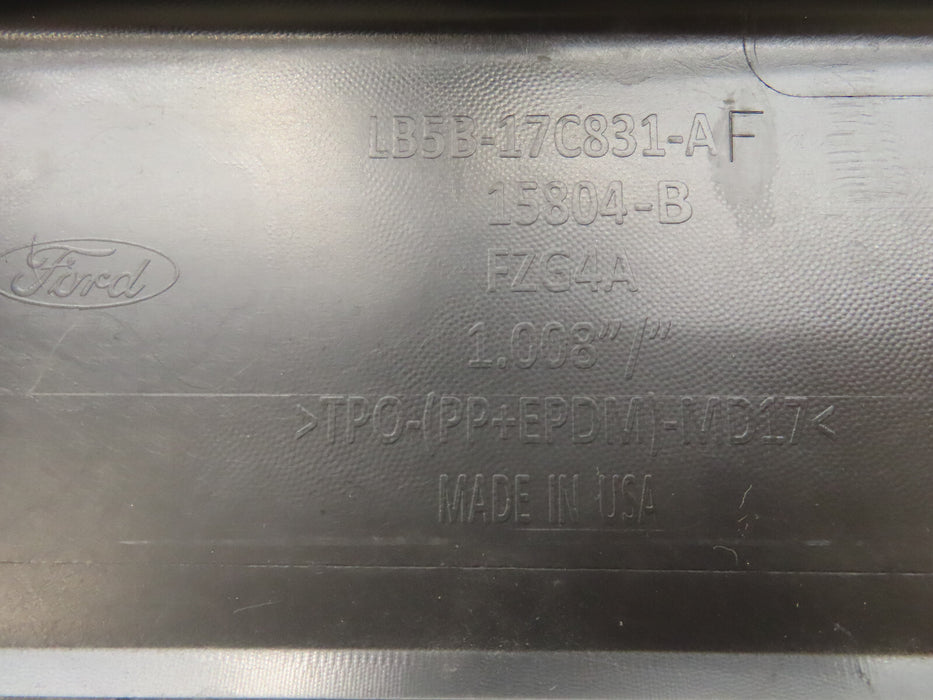 LB5B-17C831-AF
15804-B
Ford
FZG4A
1.008"/"
>TPO-(PP+EPDM)-MD17<
MADE IN USA